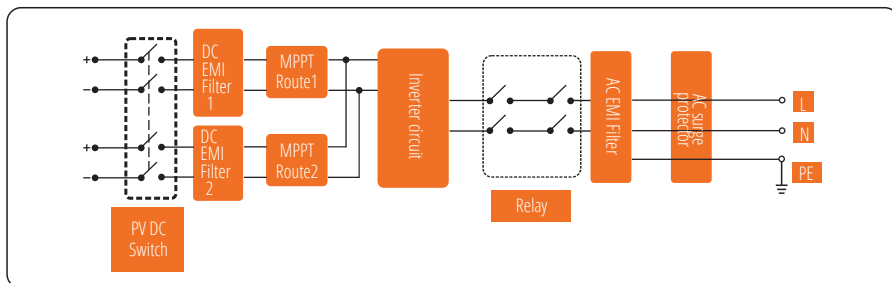 +
−
+
−
PV DC
Switch
DC
EMI
Filter
1
DC
EMI
Filter
2
MPPT
Route1
MPPT
Route2
Inverter circuit
Relay
AC EMI Filter
AC surge
protector
L
N
PE